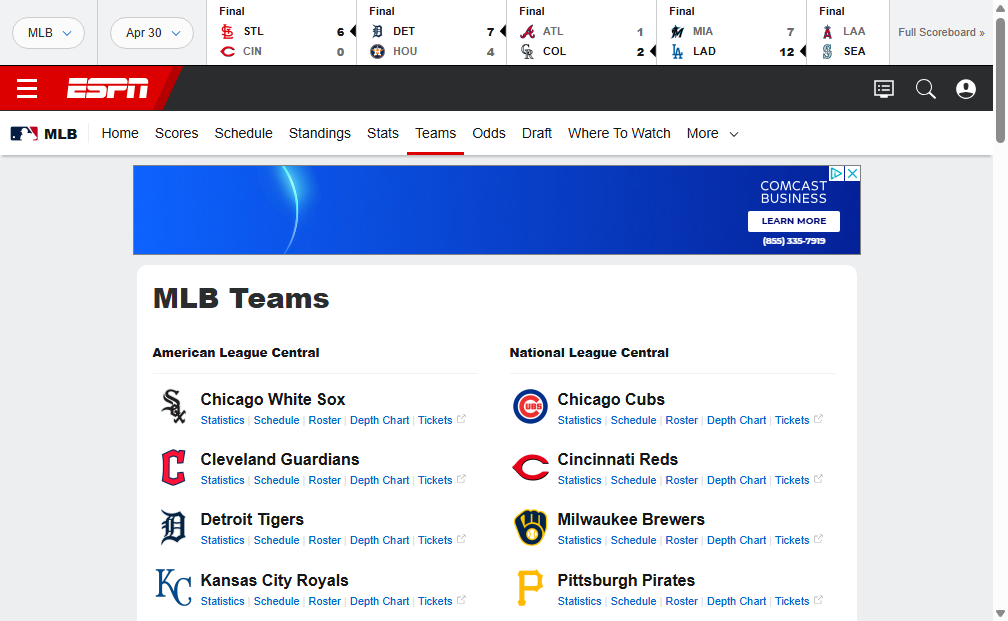 MLB
Apr 30
Final
STL 6
CIN 0
Final
DET 7
HOU 4
Final
ATL 1
COL 2
Final
MIA 7
LAD 12
Final
LAA
SEA
Full Scoreboard »
ESPN
MLB Home Scores Schedule Standings Stats Teams Odds Draft Where To Watch More
COMCAST
BUSINESS
LEARN MORE
(855) 335-7919
MLB Teams
American League Central
Chicago White Sox
Statistics | Schedule | Roster | Depth Chart | Tickets
Cleveland Guardians
Statistics | Schedule | Roster | Depth Chart | Tickets
Detroit Tigers
Statistics | Schedule | Roster | Depth Chart | Tickets
Kansas City Royals
Statistics | Schedule | Roster | Depth Chart | Tickets
National League Central
Chicago Cubs
Statistics | Schedule | Roster | Depth Chart | Tickets
Cincinnati Reds
Statistics | Schedule | Roster | Depth Chart | Tickets
Milwaukee Brewers
Statistics | Schedule | Roster | Depth Chart | Tickets
Pittsburgh Pirates
Statistics | Schedule | Roster | Depth Chart | Tickets